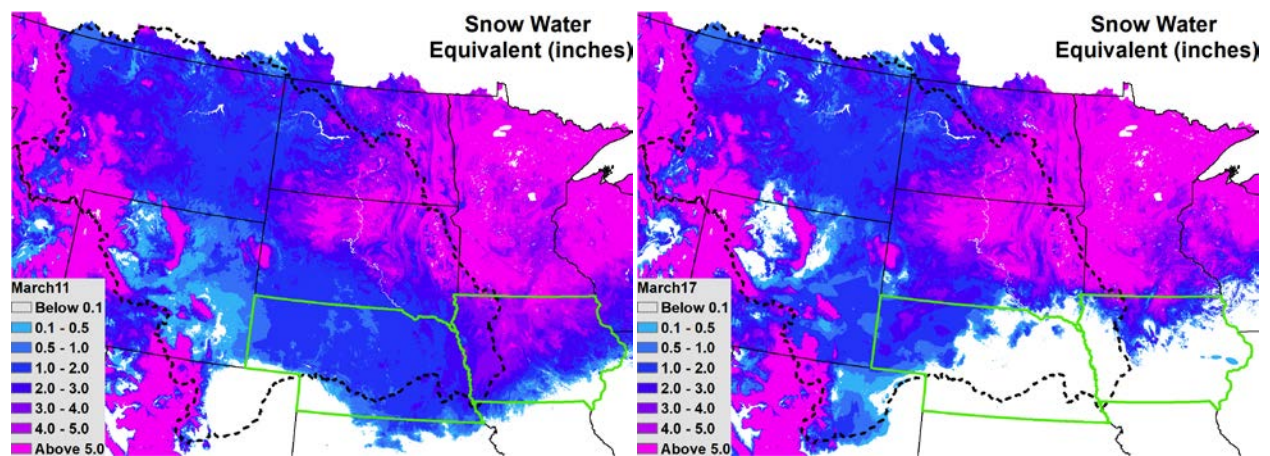 Snow Water
Equivalent (inches)
March11
Below 0.1
0.1 - 0.5
0.5 - 1.0
1.0 - 2.0
2.0 - 3.0
3.0 - 4.0
4.0 - 5.0
Above 5.0
Snow Water
Equivalent (inches)
March17
Below 0.1
0.1 - 0.5
0.5 - 1.0
1.0 - 2.0
2.0 - 3.0
3.0 - 4.0
4.0 - 5.0
Above 5.0